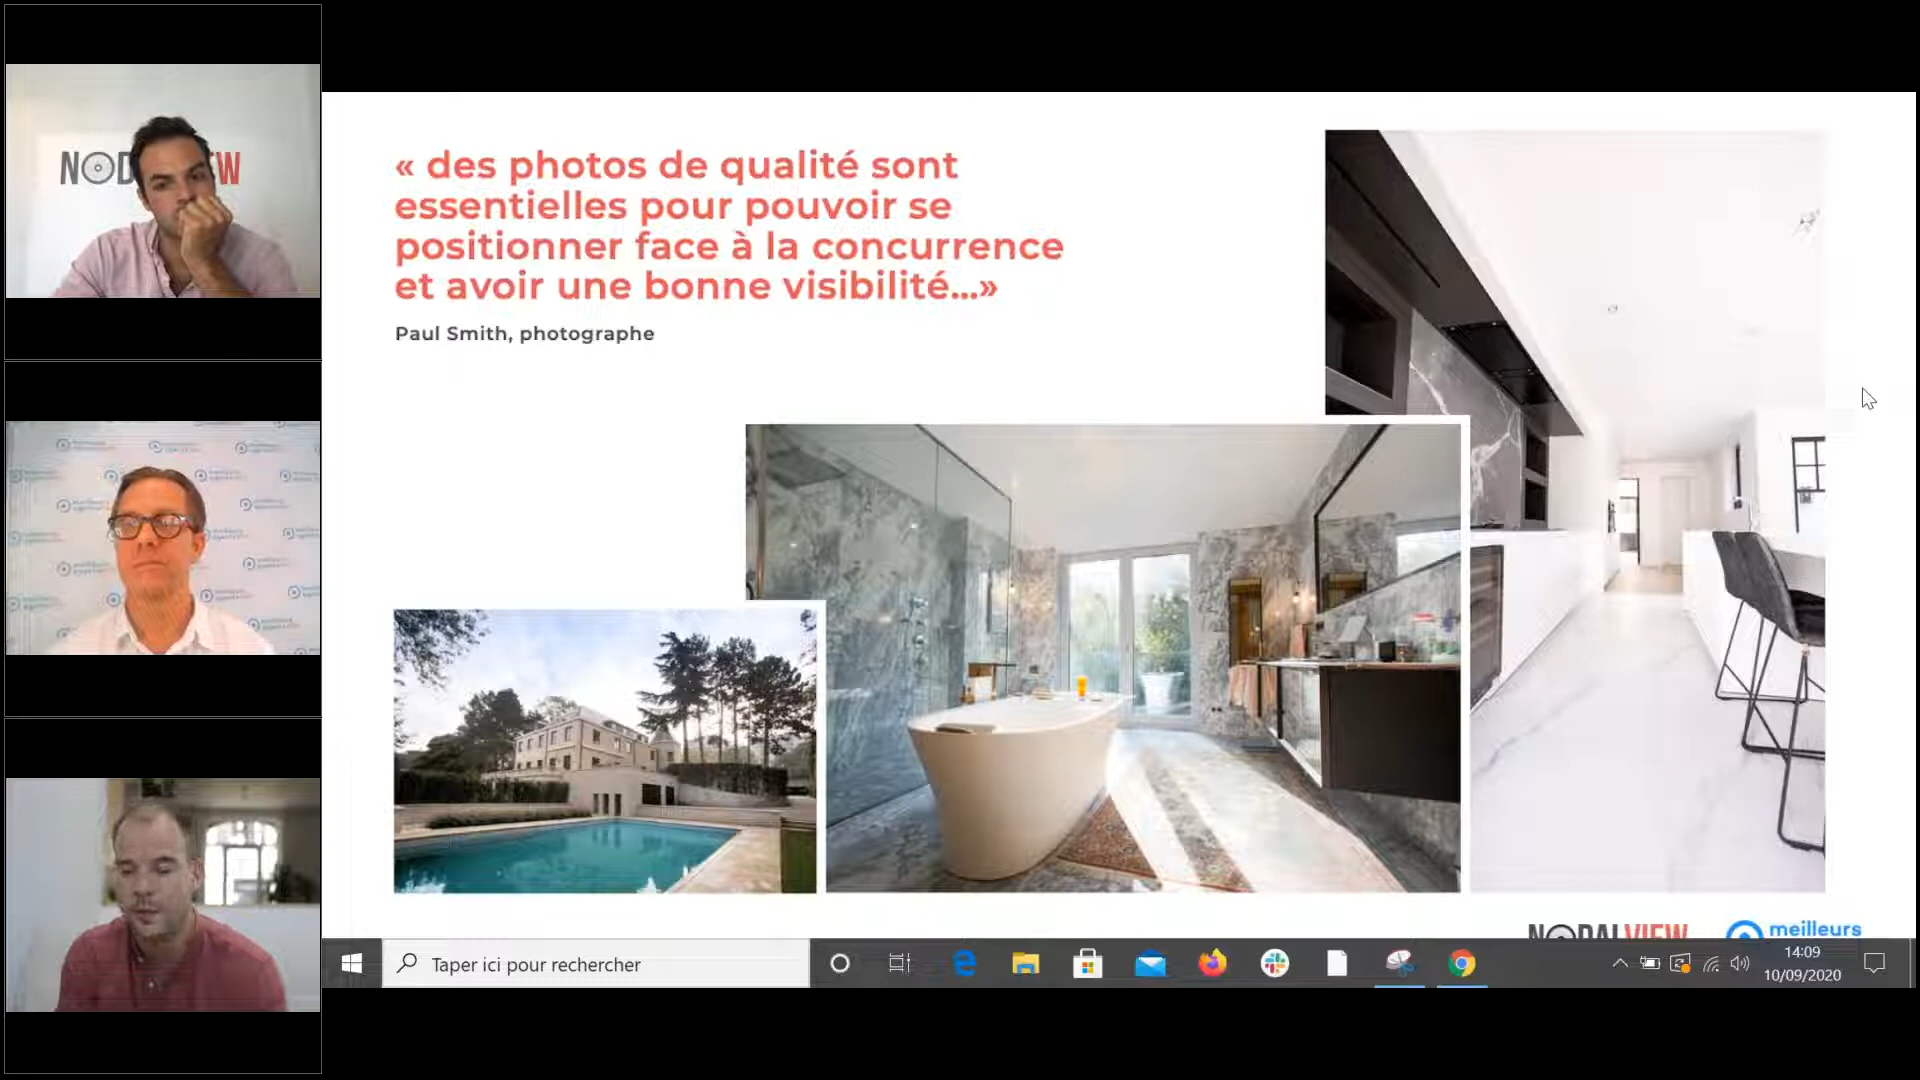 « des photos de qualité sont
essentielles pour pouvoir se
positionner face à la concurrence
et avoir une bonne visibilité...»
Paul Smith, photographe
NODALVIEW
meilleurs
Taper ici pour rechercher
14:09
10/09/2020